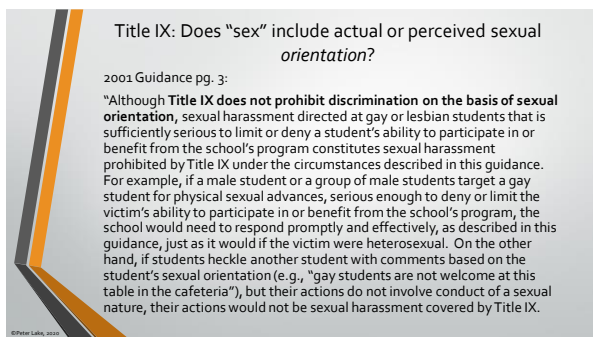 Title IX: Does “sex” include actual or perceived sexual
orientation?
2001 Guidance pg. 3:
“Although Title IX does not prohibit discrimination on the basis of sexual
orientation, sexual harassment directed at gay or lesbian students that is
sufficiently serious to limit or deny a student’s ability to participate in or
benefit from the school’s program constitutes sexual harassment
prohibited by Title IX under the circumstances described in this guidance.
For example, if a male student or a group of male students target a gay
student for physical sexual advances, serious enough to deny or limit the
victim’s ability to participate in or benefit from the school’s program, the
school would need to respond promptly and effectively, as described in this
guidance, just as it would if the victim were heterosexual. On the other
hand, if students heckle another student with comments based on the
student’s sexual orientation (e.g., “gay students are not welcome at this
table in the cafeteria”), but their actions do not involve conduct of a sexual
nature, their actions would not be sexual harassment covered by Title IX.
©Peter Lake, 2020